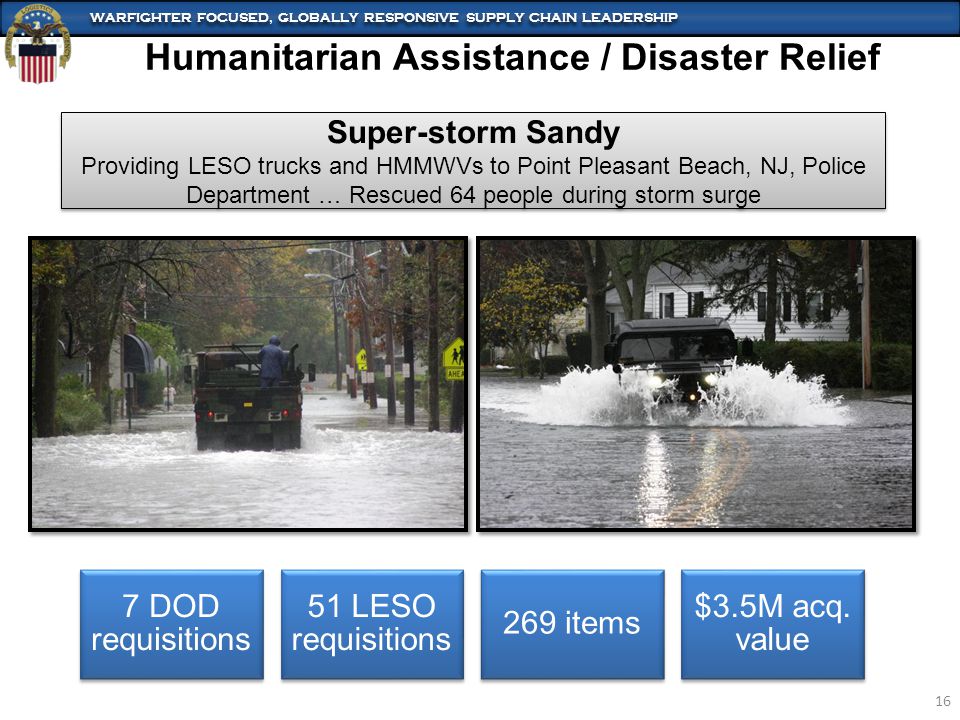 WARFIGHTER FOCUSED, GLOBALLY RESPONSIVE SUPPLY CHAIN LEADERSHIP
Humanitarian Assistance / Disaster Relief
Super-storm Sandy
Providing LESO trucks and HMMWVs to Point Pleasant Beach, NJ, Police
Department … Rescued 64 people during storm surge
AHEAD
7 DOD
requisitions
51 LESO
requisitions
269 items
$3.5M acq.
value
16